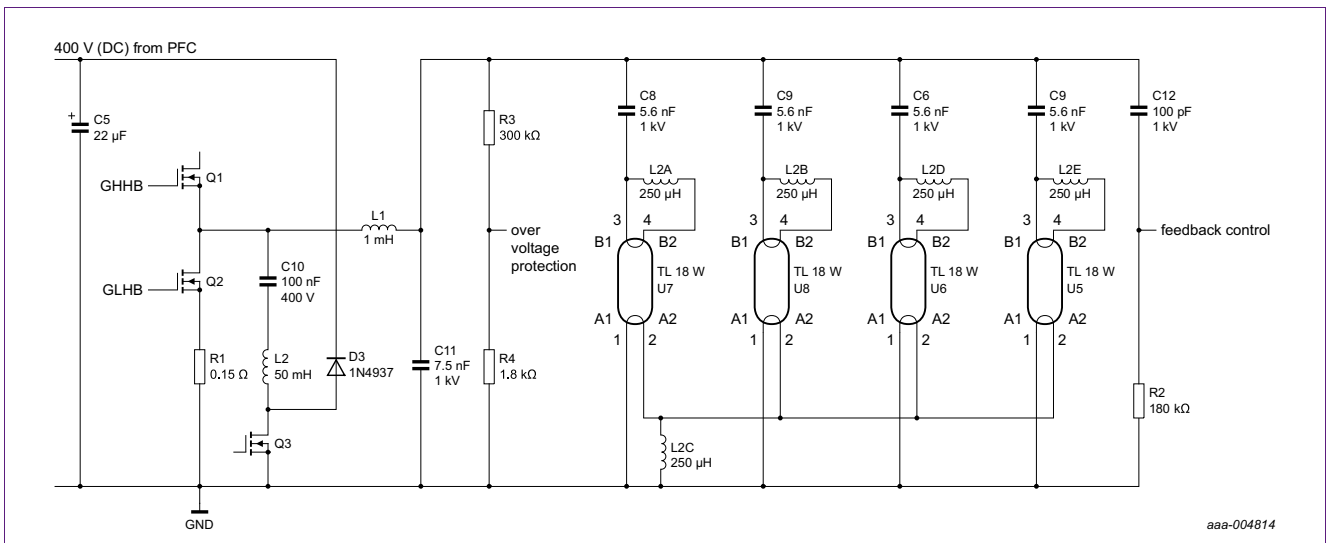 400 V (DC) from PFC
C5
22 µF
+
GHHB
Q1
GLHB
Q2
C10
100 nF
400 V
L1
1 mH
R1
0.15 Ω
L2
50 mH
D3
1N4937
Q3
GND
C11
7.5 nF
1 kV
R3
300 kΩ
over
voltage
protection
R4
1.8 kΩ
C8
5.6 nF
1 kV
L2A
250 µH
3 4
B1 B2
TL 18 W
U7
A1 A2
1 2
C9
5.6 nF
1 kV
L2B
250 µH
3 4
B1 B2
TL 18 W
U8
A1 A2
1 2
C6
5.6 nF
1 kV
L2D
250 µH
3 4
B1 B2
TL 18 W
U6
A1 A2
1 2
C9
5.6 nF
1 kV
L2E
250 µH
3 4
B1 B2
TL 18 W
U5
A1 A2
1 2
L2C
250 µH
C12
100 pF
1 kV
feedback control
R2
180 kΩ
aaa-004814